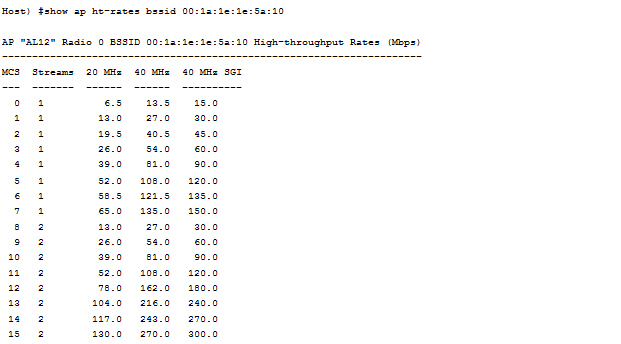 Host) #show ap ht-rates bssid 00:1a:1e:1e:5a:10
AP "AL12" Radio 0 BSSID 00:1a:1e:1e:5a:10 High-throughput Rates (Mbps)
----------------------------------------------------------------------
MCS  Streams  20 MHz  40 MHz  40 MHz SGI
---  -------  ------  ------  ----------
  0   1          6.5    13.5    15.0
  1   1         13.0    27.0    30.0
  2   1         19.5    40.5    45.0
  3   1         26.0    54.0    60.0
  4   1         39.0    81.0    90.0
  5   1         52.0   108.0   120.0
  6   1         58.5   121.5   135.0
  7   1         65.0   135.0   150.0
  8   2         13.0    27.0    30.0
  9   2         26.0    54.0    60.0
 10   2         39.0    81.0    90.0
 11   2         52.0   108.0   120.0
 12   2         78.0   162.0   180.0
 13   2        104.0   216.0   240.0
 14   2        117.0   243.0   270.0
 15   2        130.0   270.0   300.0